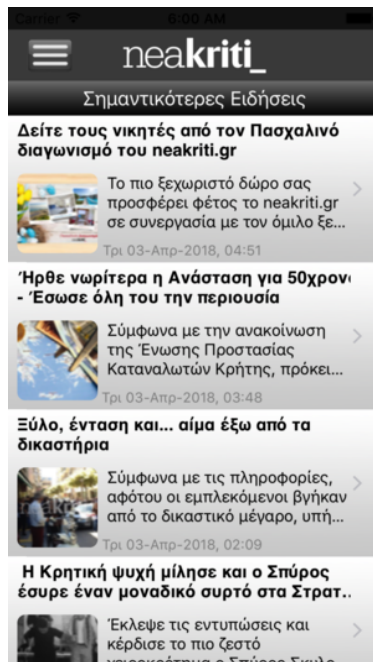 Carrier 6:00 AM
neakriti_
Σημαντικότερες Ειδήσεις
Δείτε τους νικητές από τον Πασχαλινό
διαγωνισμό του neakriti.gr
Το πιο ξεχωριστό δώρο σας
προσφέρει φέτος το neakriti.gr
σε συνεργασία με τον όμιλο ξε...
Τρι 03-Απρ-2018, 04:51
Ήρθε νωρίτερα η Ανάσταση για
- Έσωσε όλη του την περιουσία
Σύμφωνα με την ανακοίνωση
της Ένωσης Προστασίας
Καταναλωτών Κρήτης, πρόκει...
Τρι 03-Απρ-2018, 03:48
Ξύλο, ένταση και... αίμα έξω από τα
δικαστήρια
Σύμφωνα με τις πληροφορίες,
αφότου οι εμπλεκόμενοι βγήκαν
από το δικαστικό μέγαρο, υπή...
Τρι 03-Απρ-2018, 02:09
Η Κρητική ψυχή μίλησε και ο Σπύρος
έσυρε έναν μοναδικό συρτό στα Στρατ..
Έκλεψε τις εντυπώσεις και
κέρδισε το πιο ζεστό